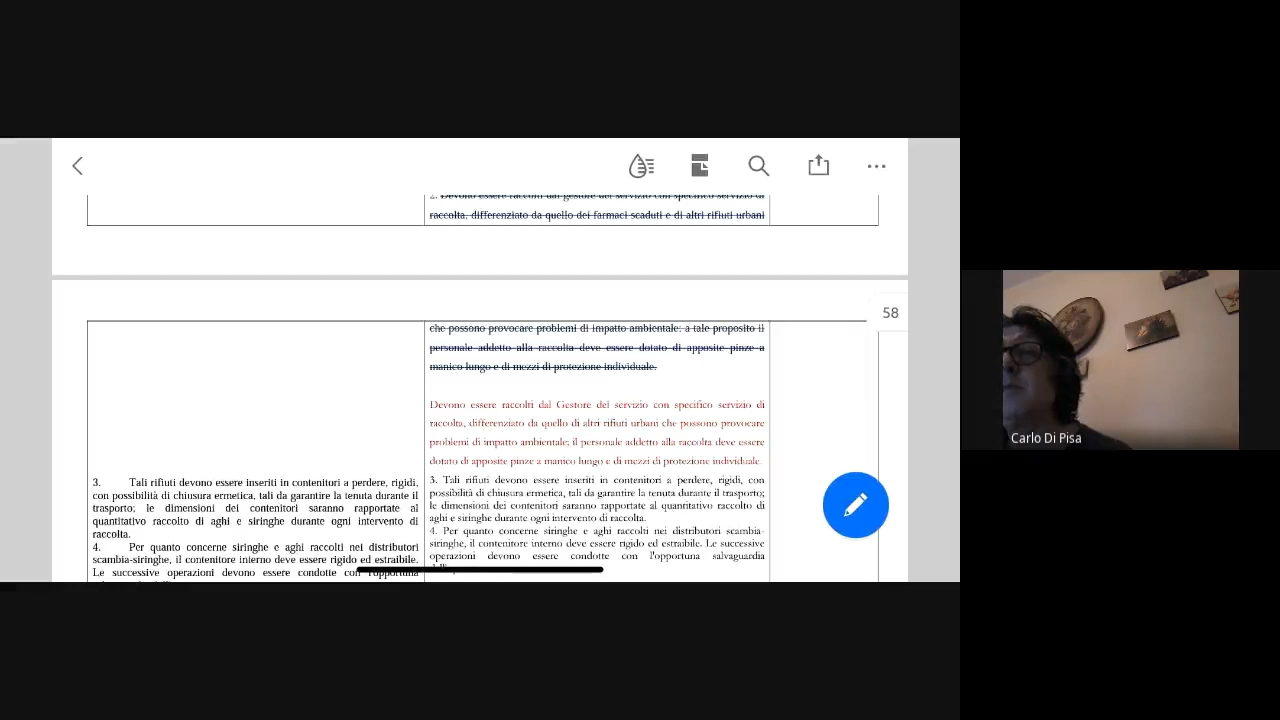 2. Devono essere raccolti dal gestore del servizio con specifico servizio di
raccolta, differenziato da quello dei farmaci scaduti e di altri rifiuti urbani
58
che possono provocare problemi di impatto ambientale: a tale proposito il
personale addetto alla raccolta deve essere dotato di apposite pinze a
manico lungo e di mezzi di protezione individuale.
Devono essere raccolti dal Gestore del servizio con specifico servizio di
raccolta, differenziato da quello di altri rifiuti urbani che possono provocare
problemi di impatto ambientale; il personale addetto alla raccolta deve essere
dotato di apposite pinze a manico lungo e di mezzi di protezione individuale.
3. Tali rifiuti devono essere inseriti in contenitori a perdere, rigidi,
con possibilità di chiusura ermetica, tali da garantire la tenuta durante il
trasporto; le dimensioni dei contenitori saranno rapportate al
quantitativo raccolto di aghi e siringhe durante ogni intervento di
raccolta.
4. Per quanto concerne siringhe e aghi raccolti nei distributori
scambia-siringhe, il contenitore interno deve essere rigido ed estraibile.
Le successive operazioni devono essere condotte con l'opportuna
3. Tali rifiuti devono essere inseriti in contenitori a perdere, rigidi, con
possibilità di chiusura ermetica, tali da garantire la tenuta durante il trasporto;
le dimensioni dei contenitori saranno rapportate al quantitativo raccolto di
aghi e siringhe durante ogni intervento di raccolta.
4. Per quanto concerne siringhe e aghi raccolti nei distributori scambia-
siringhe, il contenitore interno deve essere rigido ed estraibile. Le successive
operazioni devono essere condotte con l'opportuna salvaguardia
Carlo Di Pisa